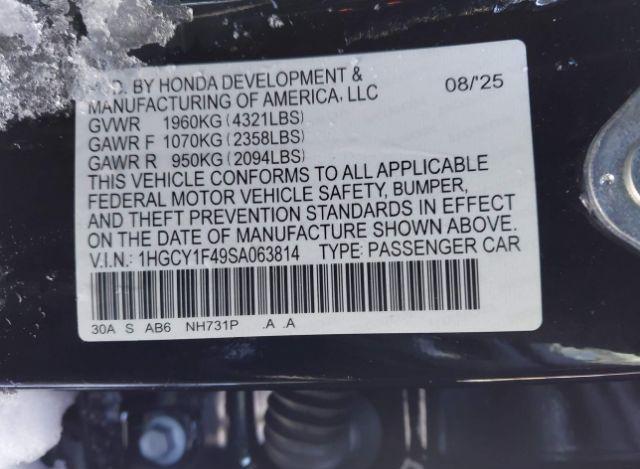 MFD. BY HONDA DEVELOPMENT &
MANUFACTURING OF AMERICA, LLC 08/'25
GVWR 1960KG (4321LBS)
GAWR F 1070KG (2358LBS)
GAWR R 950KG (2094LBS)
THIS VEHICLE CONFORMS TO ALL APPLICABLE
FEDERAL MOTOR VEHICLE SAFETY, BUMPER,
AND THEFT PREVENTION STANDARDS IN EFFECT
ON THE DATE OF MANUFACTURE SHOWN ABOVE.
V.I.N.: 1HGCY1F49SA063814 TYPE: PASSENGER CAR
30A S AB6 NH731P .A .A